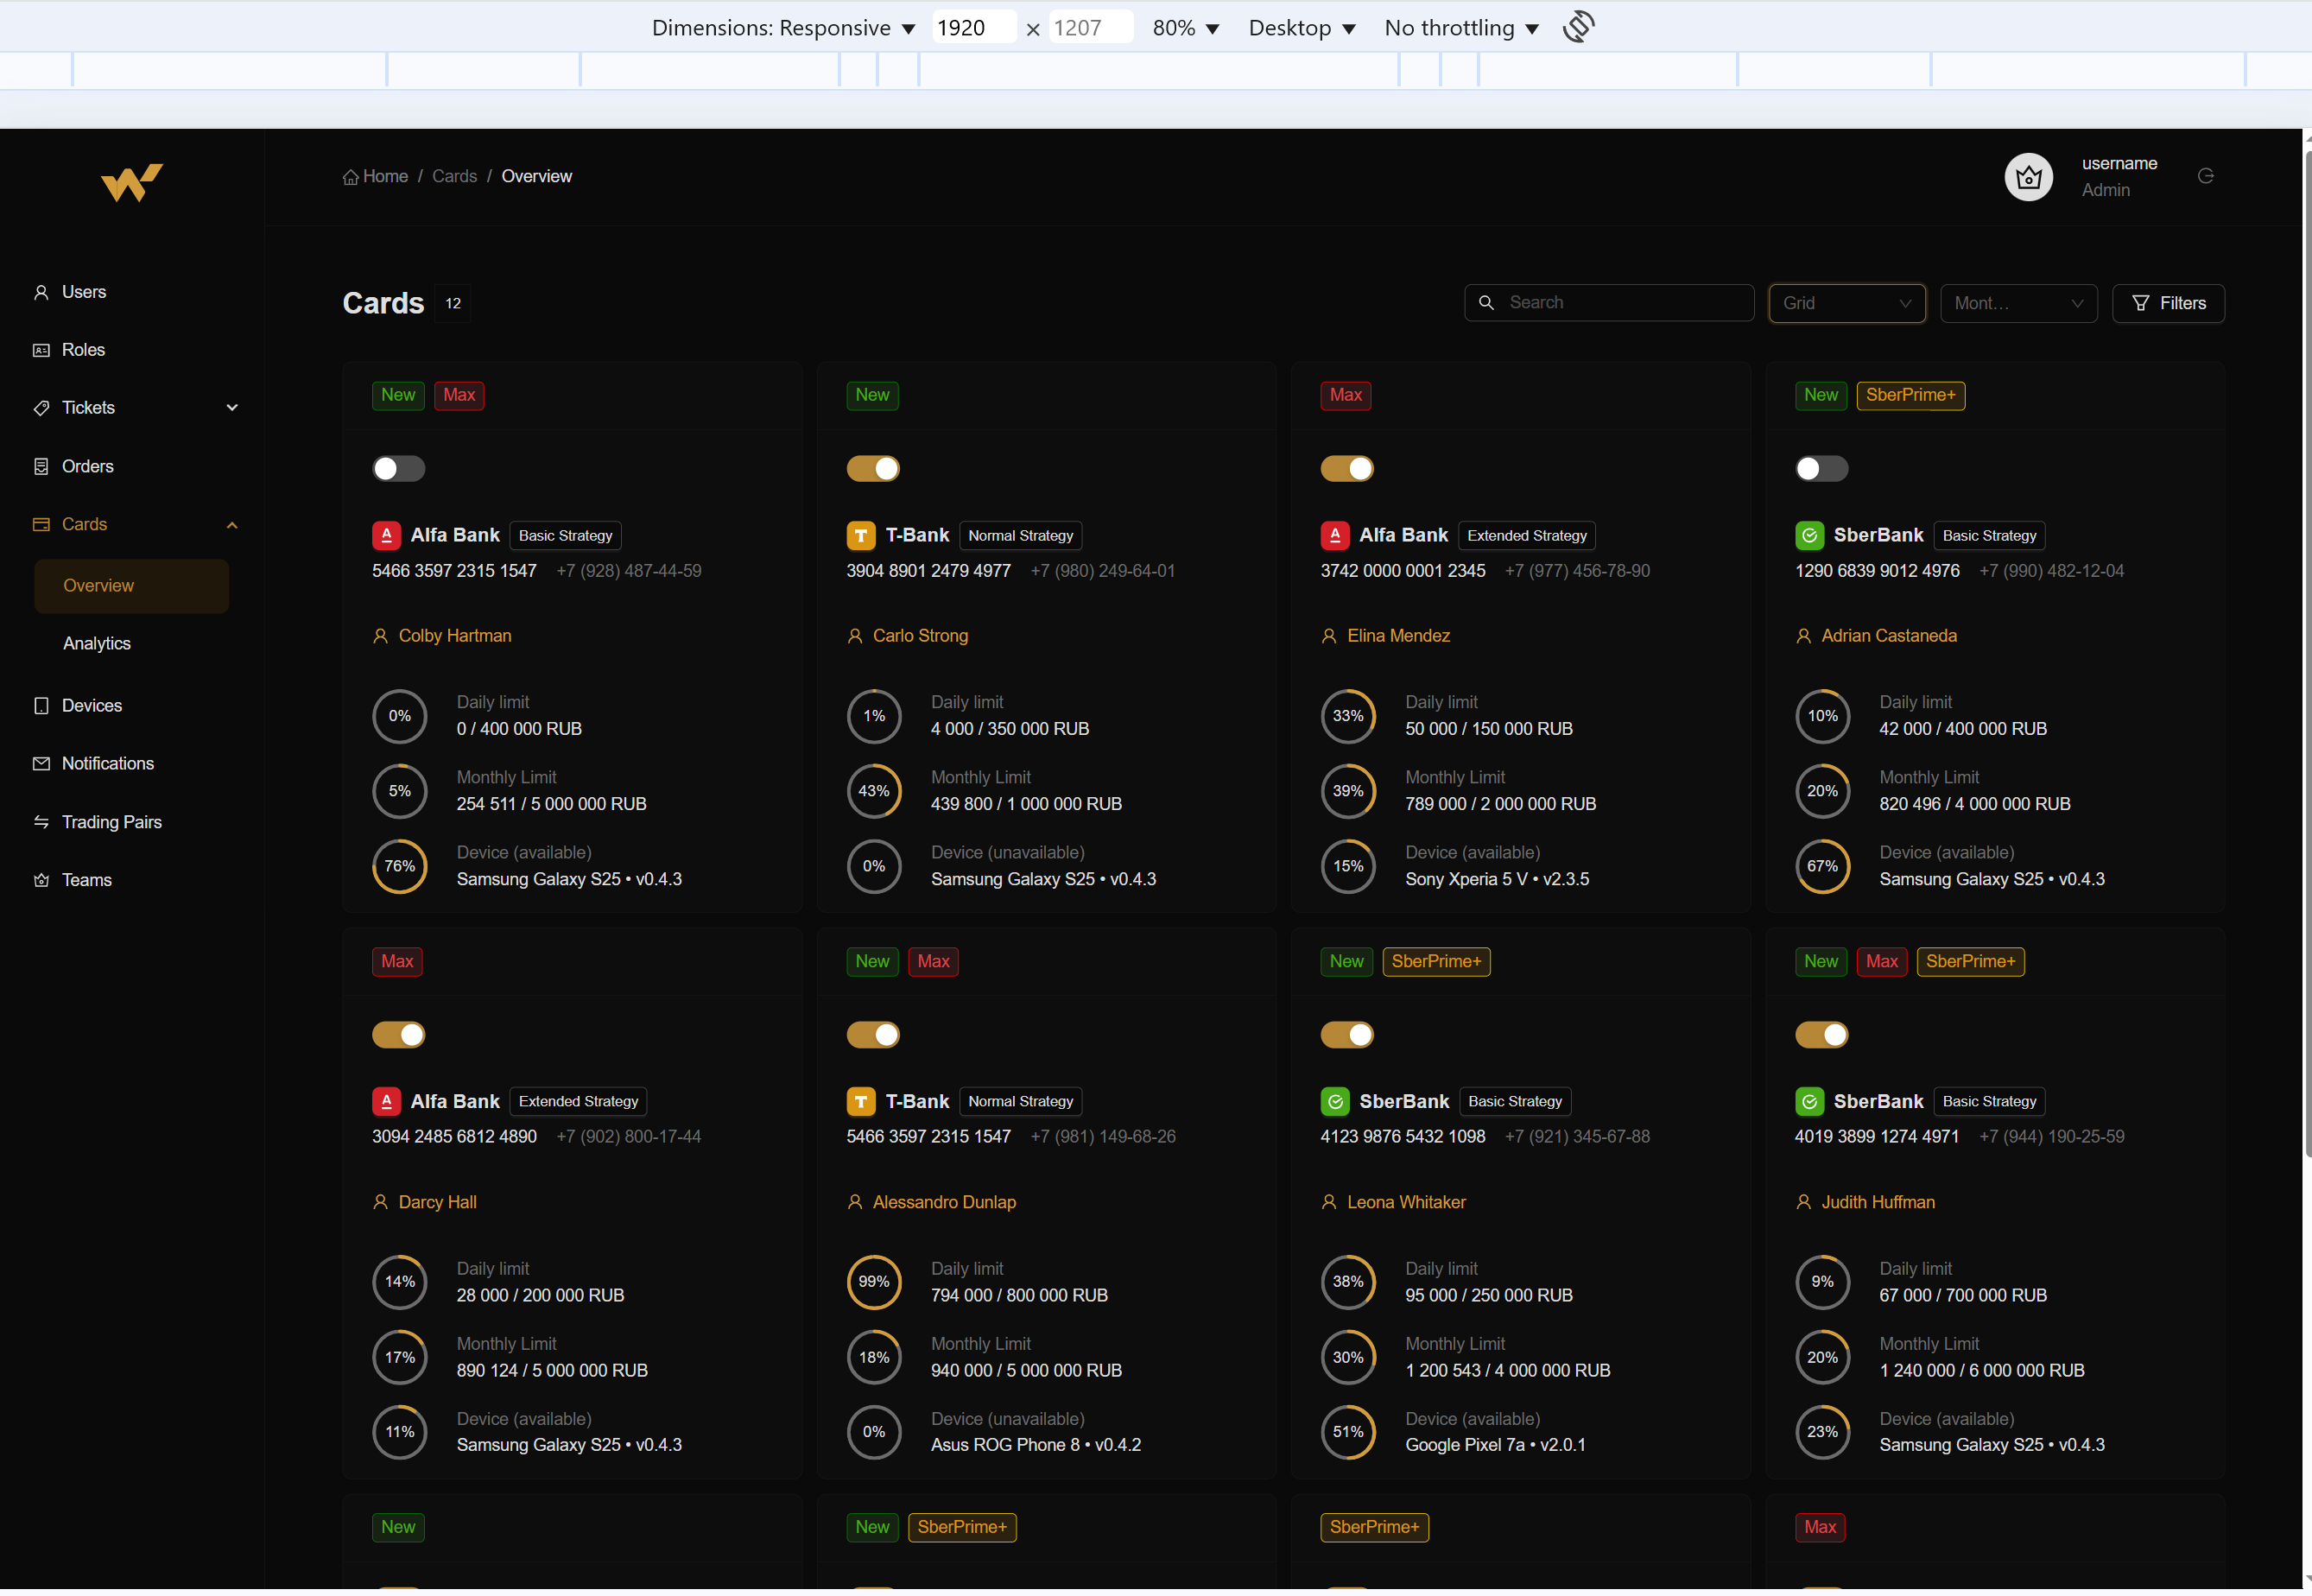 Dimensions: Responsive 1920 × 1207 80% Desktop No throttling
Home / Cards / Overview
username
Admin
Users
Roles
Tickets
Orders
Cards
Overview
Analytics
Devices
Notifications
Trading Pairs
Teams
Cards 12
Search
Grid
Mont...
Filters
New Max
Alfa Bank Basic Strategy
5466 3597 2315 1547 +7 (928) 487-44-59
Colby Hartman
0% Daily limit
0 / 400 000 RUB
5% Monthly Limit
254 511 / 5 000 000 RUB
76% Device (available)
Samsung Galaxy S25 • v0.4.3
New
T T-Bank Normal Strategy
3904 8901 2479 4977 +7 (980) 249-64-01
Carlo Strong
1% Daily limit
4 000 / 350 000 RUB
43% Monthly Limit
439 800 / 1 000 000 RUB
0% Device (unavailable)
Samsung Galaxy S25 • v0.4.3
Max
Alfa Bank Extended Strategy
3742 0000 0001 2345 +7 (977) 456-78-90
Elina Mendez
33% Daily limit
50 000 / 150 000 RUB
39% Monthly Limit
789 000 / 2 000 000 RUB
15% Device (available)
Sony Xperia 5 V • v2.3.5
New SberPrime+
SberBank Basic Strategy
1290 6839 9012 4976 +7 (990) 482-12-04
Adrian Castaneda
10% Daily limit
42 000 / 400 000 RUB
20% Monthly Limit
820 496 / 4 000 000 RUB
67% Device (available)
Samsung Galaxy S25 • v0.4.3
Max
Alfa Bank Extended Strategy
3094 2485 6812 4890 +7 (902) 800-17-44
Darcy Hall
14% Daily limit
28 000 / 200 000 RUB
17% Monthly Limit
890 124 / 5 000 000 RUB
11% Device (available)
Samsung Galaxy S25 • v0.4.3
New Max
T T-Bank Normal Strategy
5466 3597 2315 1547 +7 (981) 149-68-26
Alessandro Dunlap
99% Daily limit
794 000 / 800 000 RUB
18% Monthly Limit
940 000 / 5 000 000 RUB
0% Device (unavailable)
Asus ROG Phone 8 • v0.4.2
New SberPrime+
SberBank Basic Strategy
4123 9876 5432 1098 +7 (921) 345-67-88
Leona Whitaker
38% Daily limit
95 000 / 250 000 RUB
30% Monthly Limit
1 200 543 / 4 000 000 RUB
51% Device (available)
Google Pixel 7a • v2.0.1
New Max SberPrime+
SberBank Basic Strategy
4019 3899 1274 4971 +7 (944) 190-25-59
Judith Huffman
9% Daily limit
67 000 / 700 000 RUB
20% Monthly Limit
1 240 000 / 6 000 000 RUB
23% Device (available)
Samsung Galaxy S25 • v0.4.3
New
New SberPrime+
SberPrime+
Max